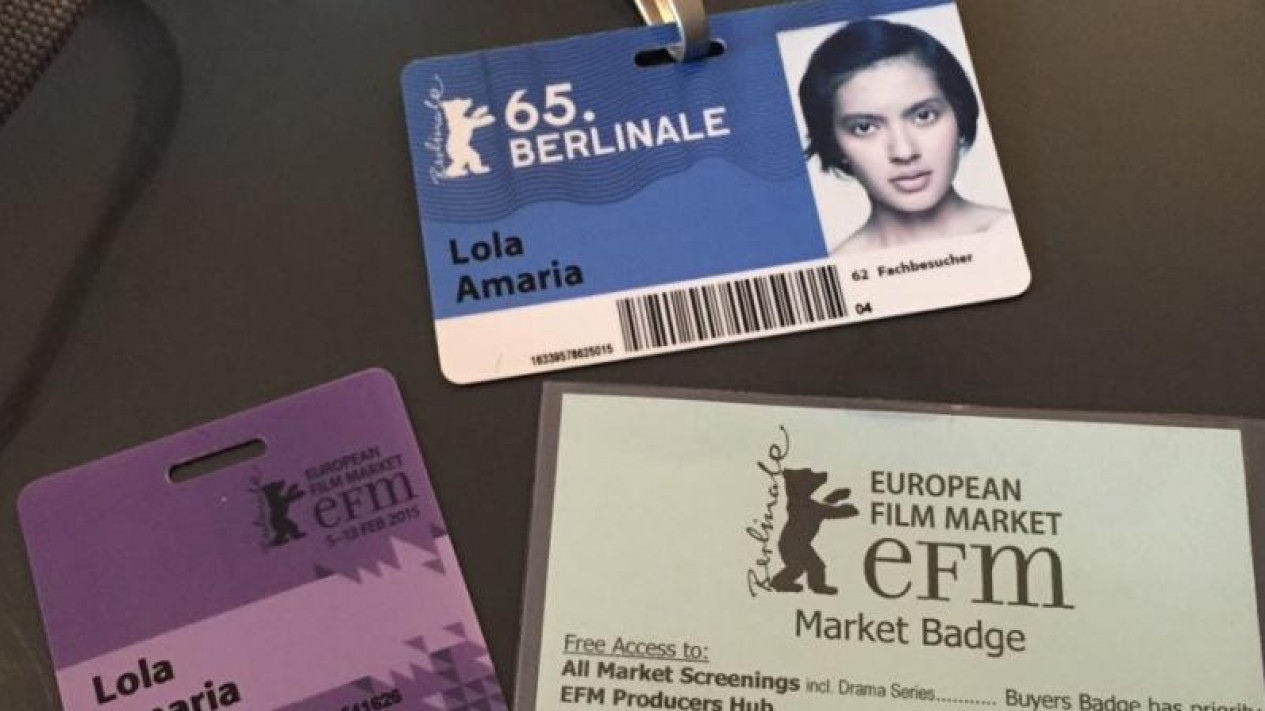 Berlinale
65.
BERLINALE
Lola
Amaria
62 Fachbesucher
04
16339578625015
EUROPEAN
FILM MARKET
efm
5–13 FEB 2015
Berlinale
Lola
Amaria
541626
Berlinale
EUROPEAN
FILM MARKET
efm
Market Badge
Free Access to:
All Market Screenings incl. Drama Series........... Buyers Badge has priority
EFM Producers Hub